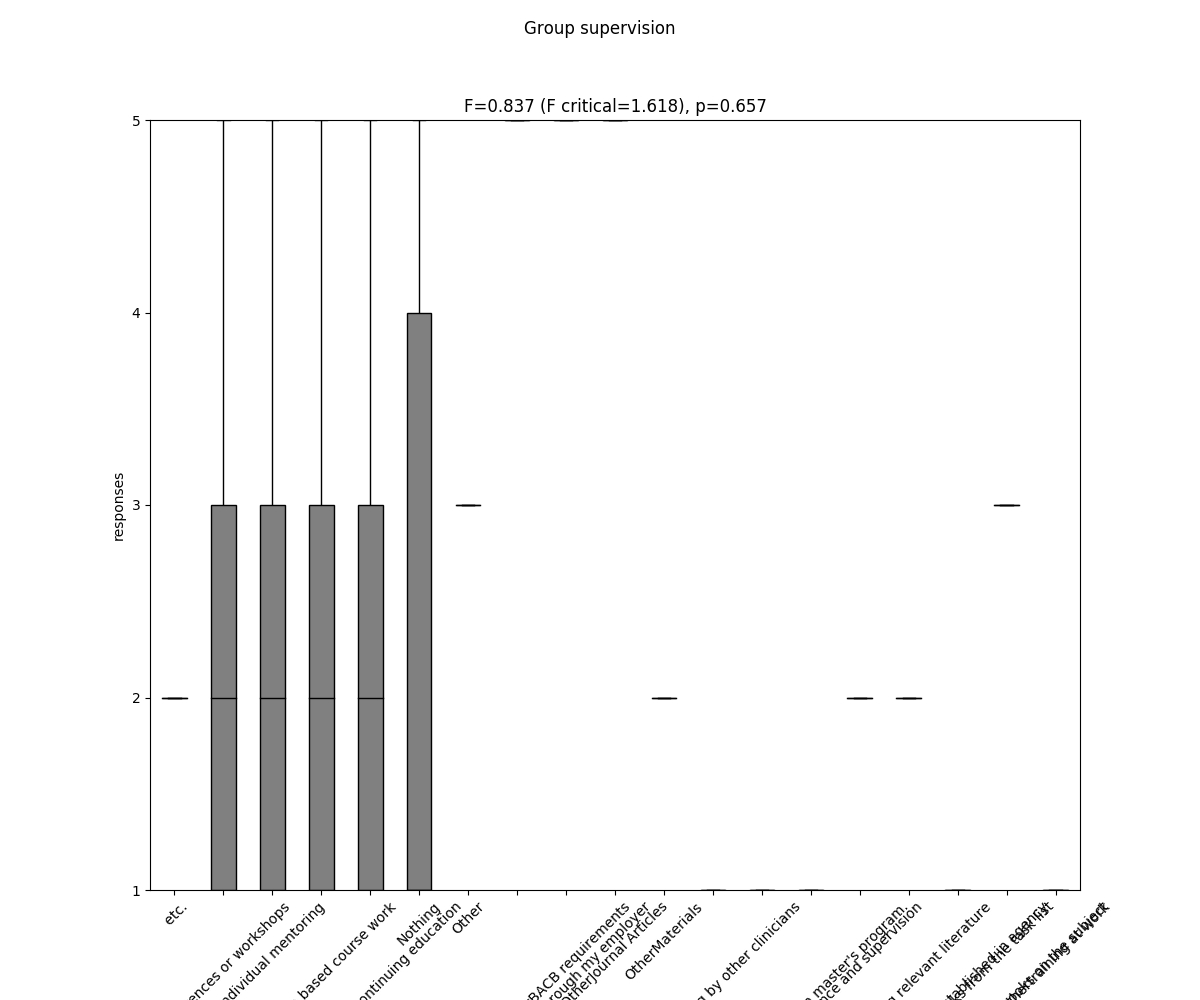 Group supervision
F=0.837 (F critical=1.618), p=0.657
5
4
3
2
1
responses
etc.
ences or workshops
ndividual mentoring
based course work
ontinuing education
Nothing
Other
BACB requirements
rough my employer
Journal Articles
OtherMaterials
by other clinicians
master's program.
nce and supervision
relevant literature